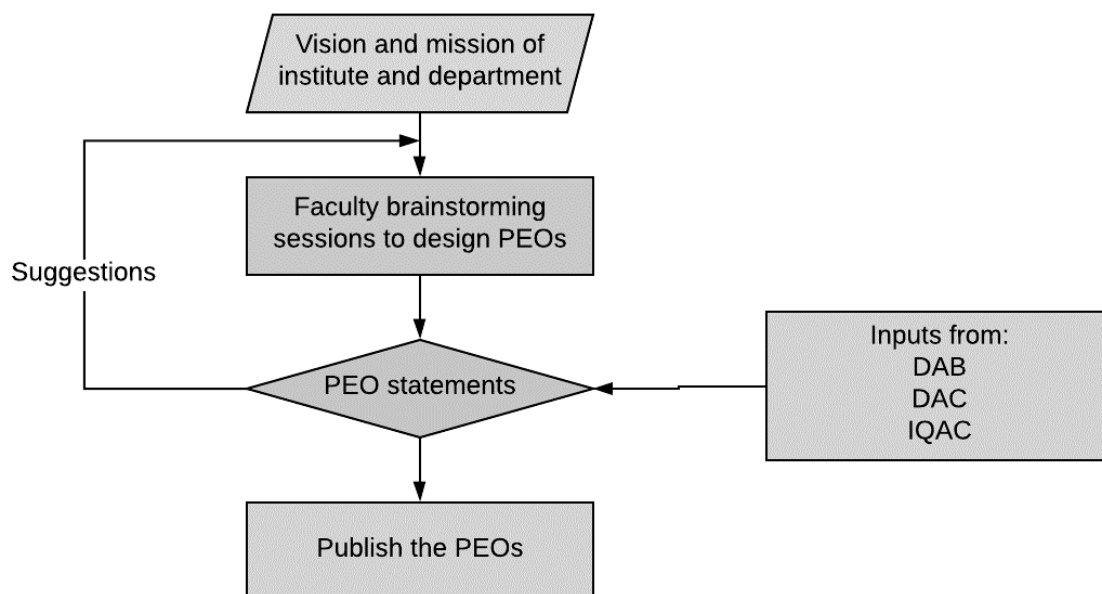 Vision and mission of
institute and department
Faculty brainstorming
sessions to design PEOs
Suggestions
PEO statements
Inputs from:
DAB
DAC
IQAC
Publish the PEOs